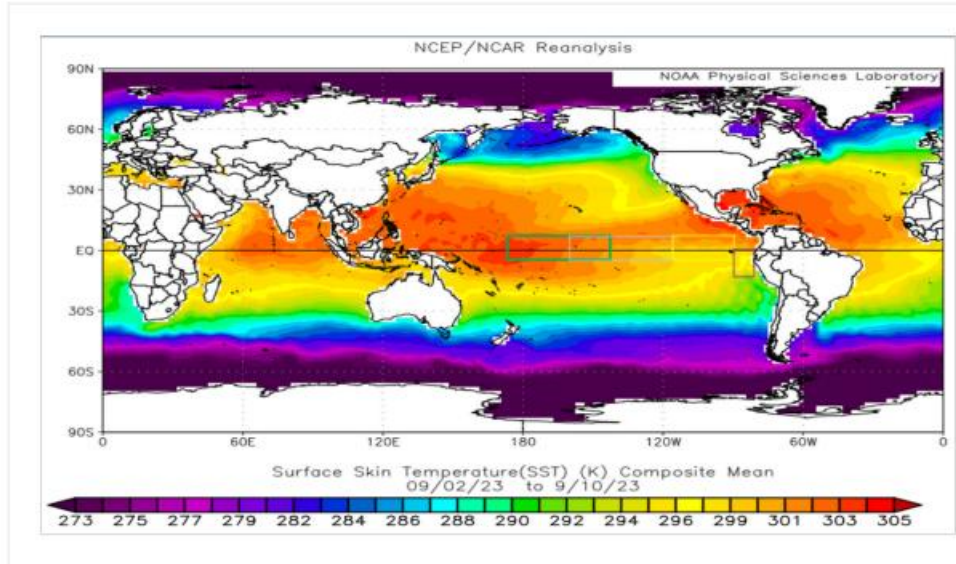 NCEP/NCAR Reanalysis
NOAA Physical Sciences Laboratory
90N
60N
30N
EQ
30S
60S
90S
0 60E 120E 180 120W 60W 0
Surface Skin Temperature(SST) (K) Composite Mean
09/02/23 to 9/10/23
273 275 277 279 282 284 286 288 290 292 294 296 299 301 303 305